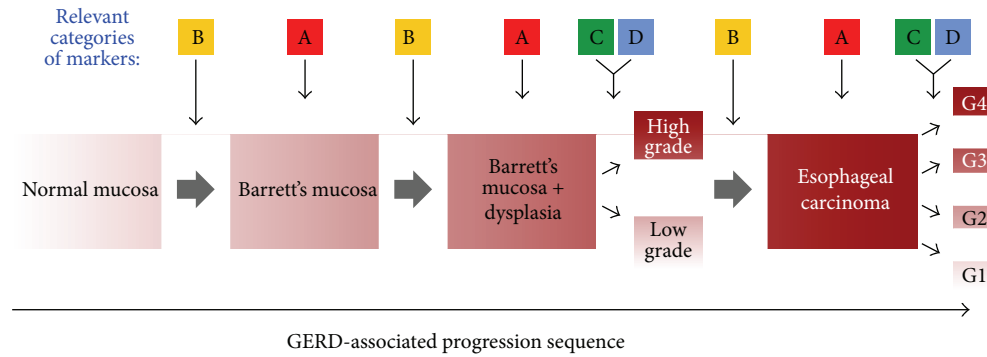 Relevant
categories
of markers:
B
A
B
A
C
D
B
A
C
D
Normal mucosa
Barrett's mucosa
Barrett's
mucosa +
dysplasia
High
grade
Low
grade
Esophageal
carcinoma
G4
G3
G2
G1
GERD-associated progression sequence